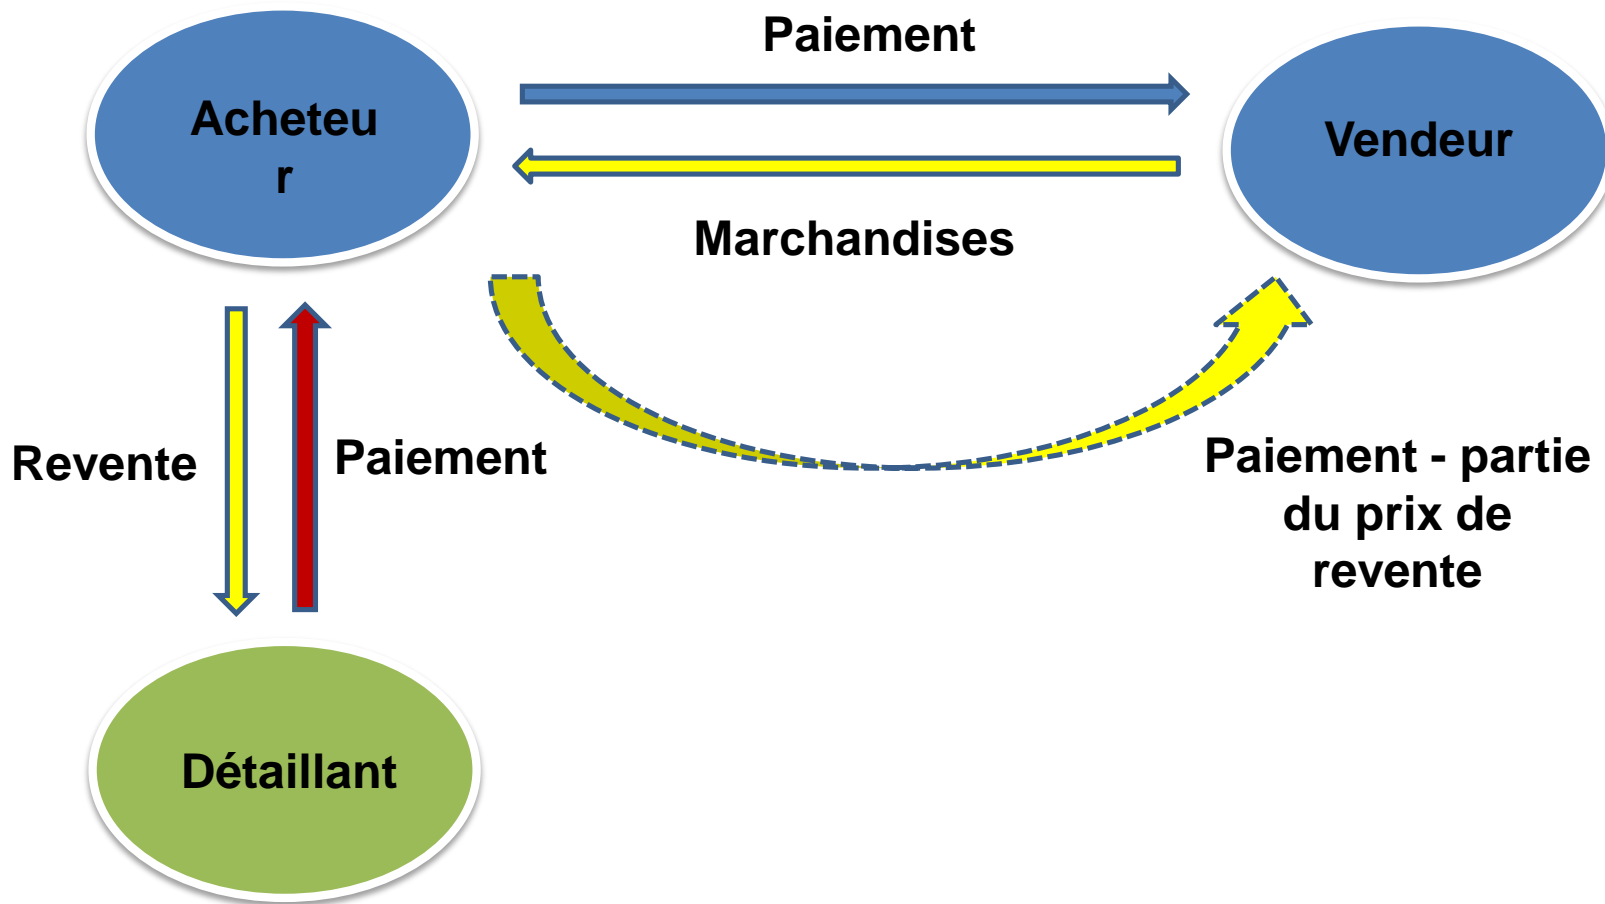 Paiement
Acheteu
r
Vendeur
Marchandises
Revente
Paiement
Paiement - partie
du prix de
revente
Détaillant